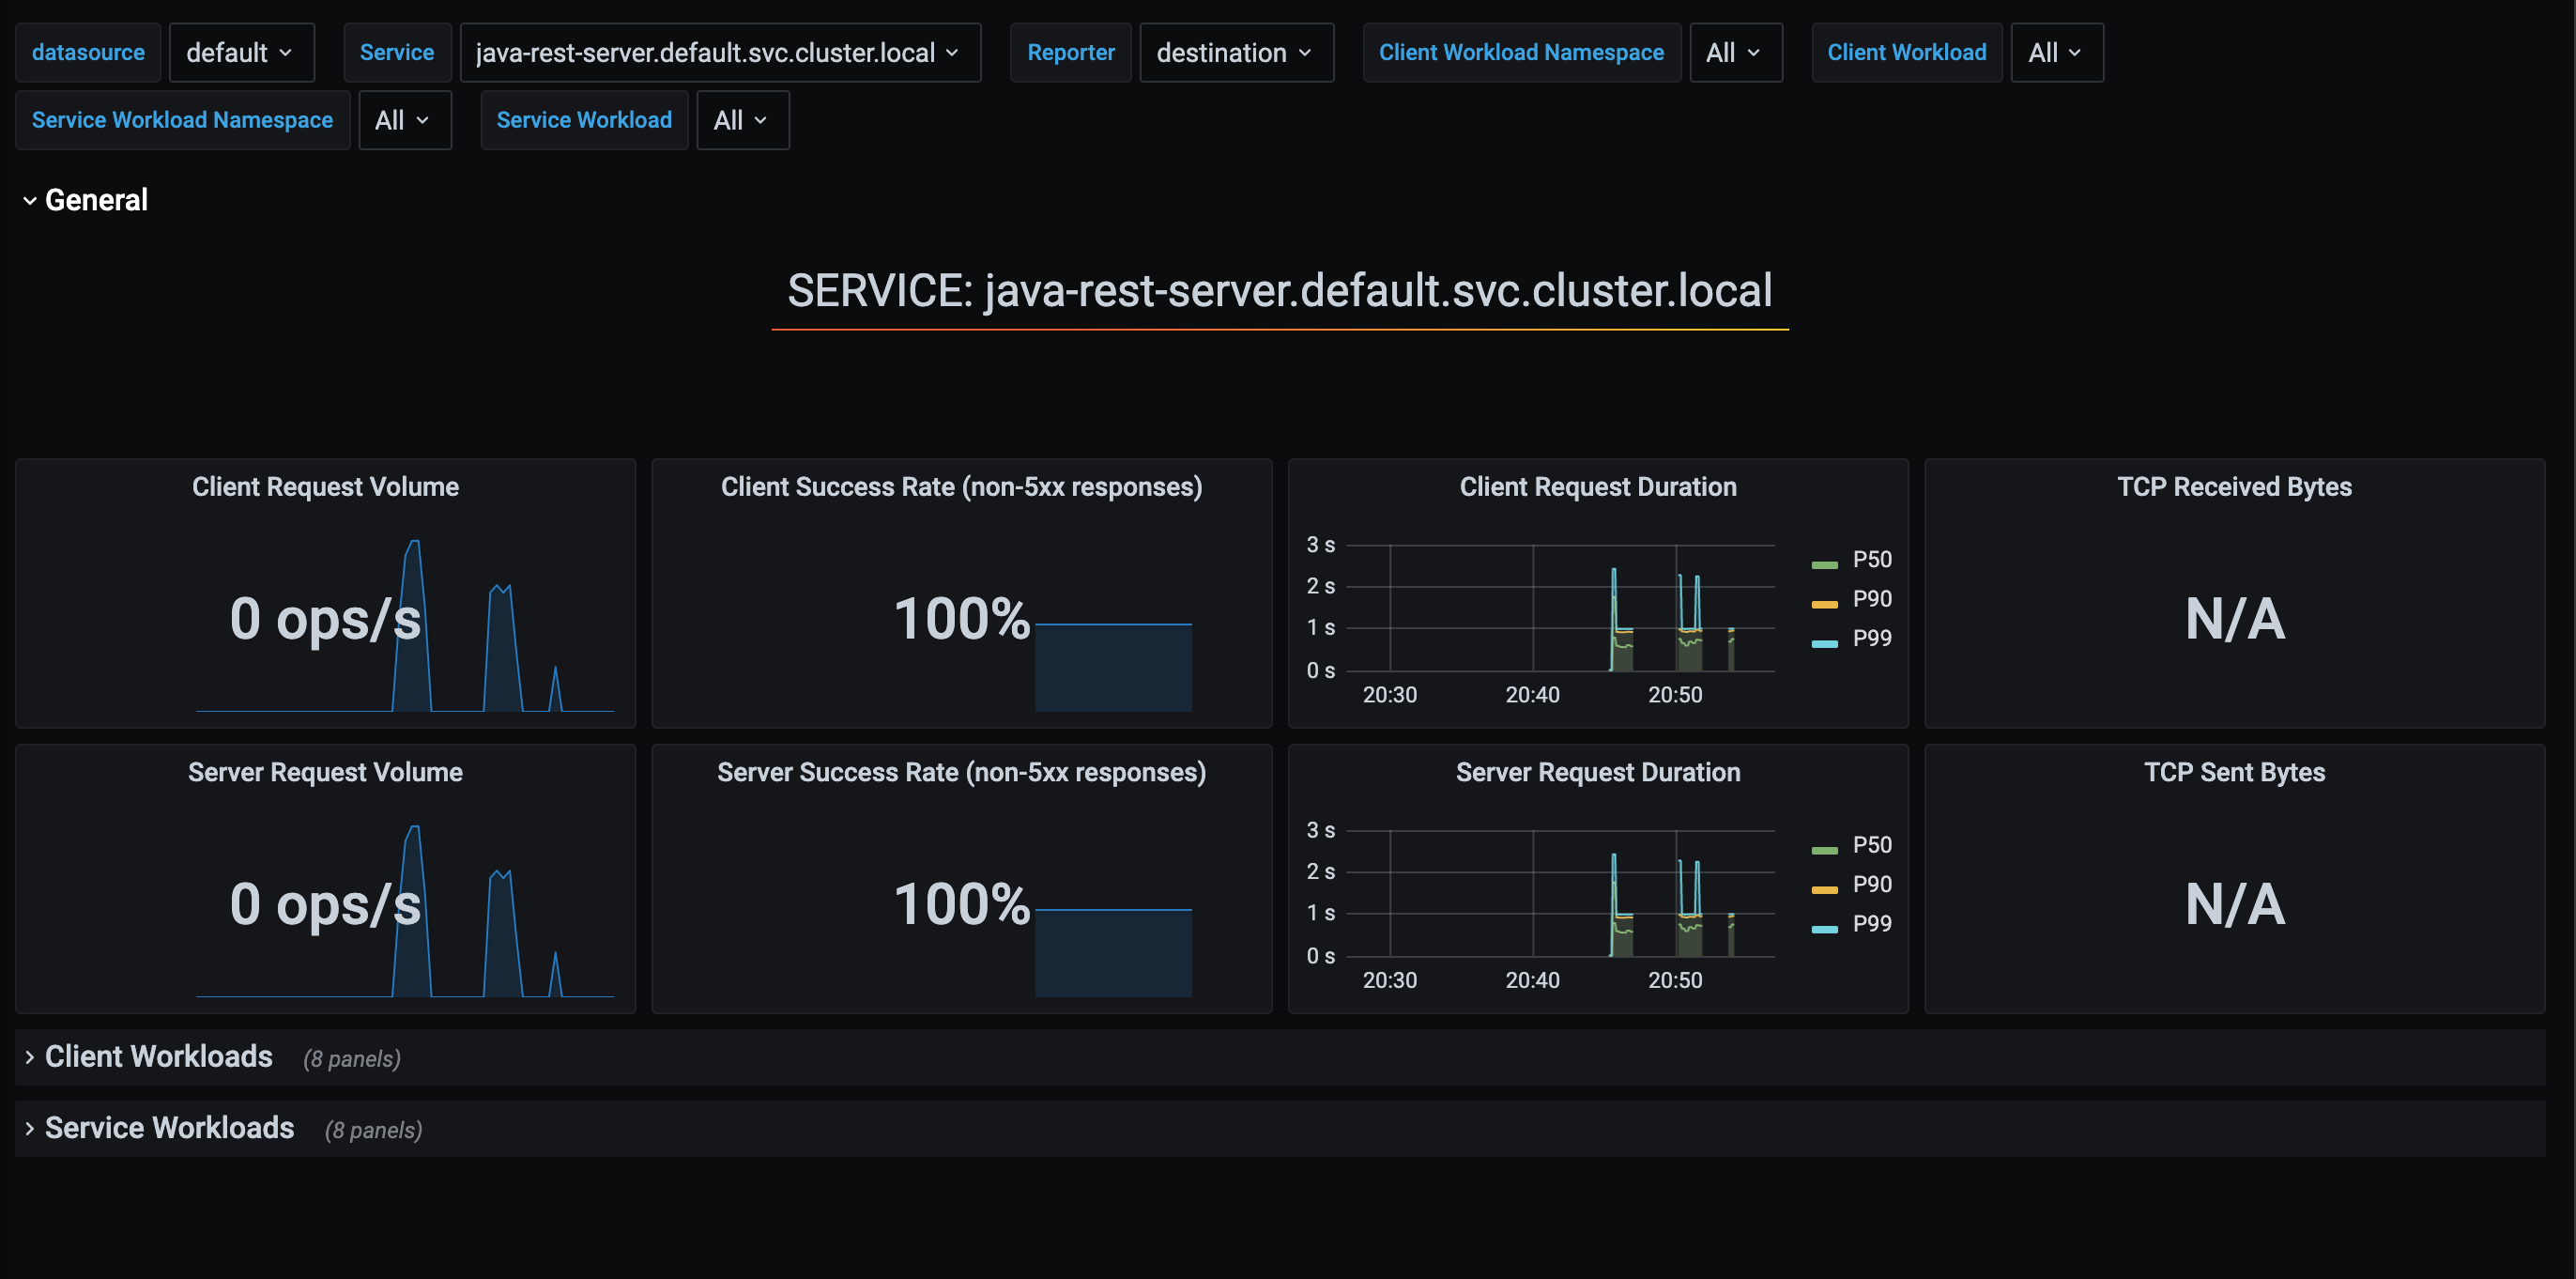 datasource default Service java-rest-server.default.svc.cluster.local Reporter destination Client Workload Namespace All Client Workload All
Service Workload Namespace All Service Workload All
General
SERVICE: java-rest-server.default.svc.cluster.local
Client Request Volume
0 ops/s
Client Success Rate (non-5xx responses)
100%
Client Request Duration
3 s
2 s
1 s
0 s
20:30 20:40 20:50
P50
P90
P99
TCP Received Bytes
N/A
Server Request Volume
0 ops/s
Server Success Rate (non-5xx responses)
100%
Server Request Duration
3 s
2 s
1 s
0 s
20:30 20:40 20:50
P50
P90
P99
TCP Sent Bytes
N/A
Client Workloads (8 panels)
Service Workloads (8 panels)